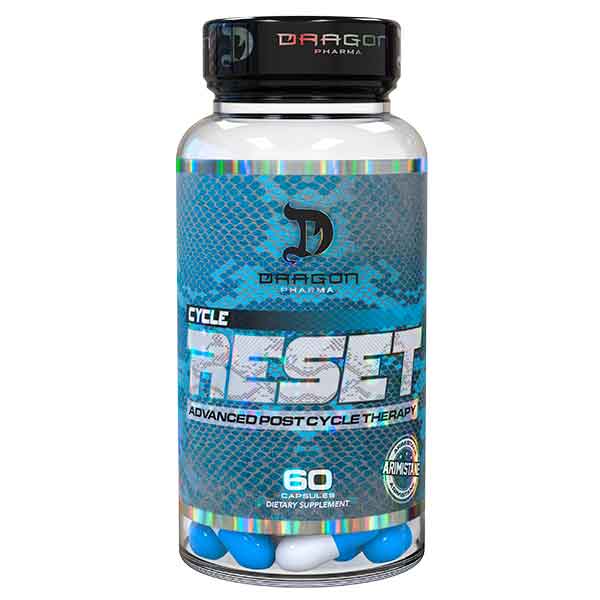 DRAGON
PHARMA
DRAGON
PHARMA
CYCLE
RESET
ADVANCED POST CYCLE THERAPY
60
CAPSULES
DIETARY SUPPLEMENT
ARIMISTANE